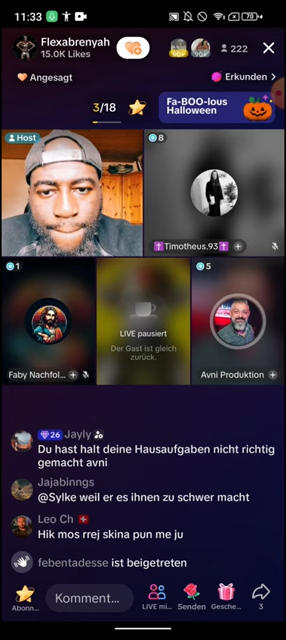 11:33
70
Flexabrenyah
15.0K Likes
222
Angesagt
Erkunden >
3/18
Fa-BOO-lous
Halloween
Host
8
✝️Timotheus.93✝️
1
LIVE pausiert
Der Gast ist gleich
zurück.
5
Faby Nachfol...
Avni Produktion
26 Jayly
Du hast halt deine Hausaufgaben nicht richtig
gemacht avni
Jajabinngs
@Sylke weil er es ihnen zu schwer macht
Leo Ch 🇨🇭
Hik mos rrej skina pun me ju
febentadesse ist beigetreten
Kommentˌ...
Abonn...
LIVE mi...
Senden
Gesche...
3